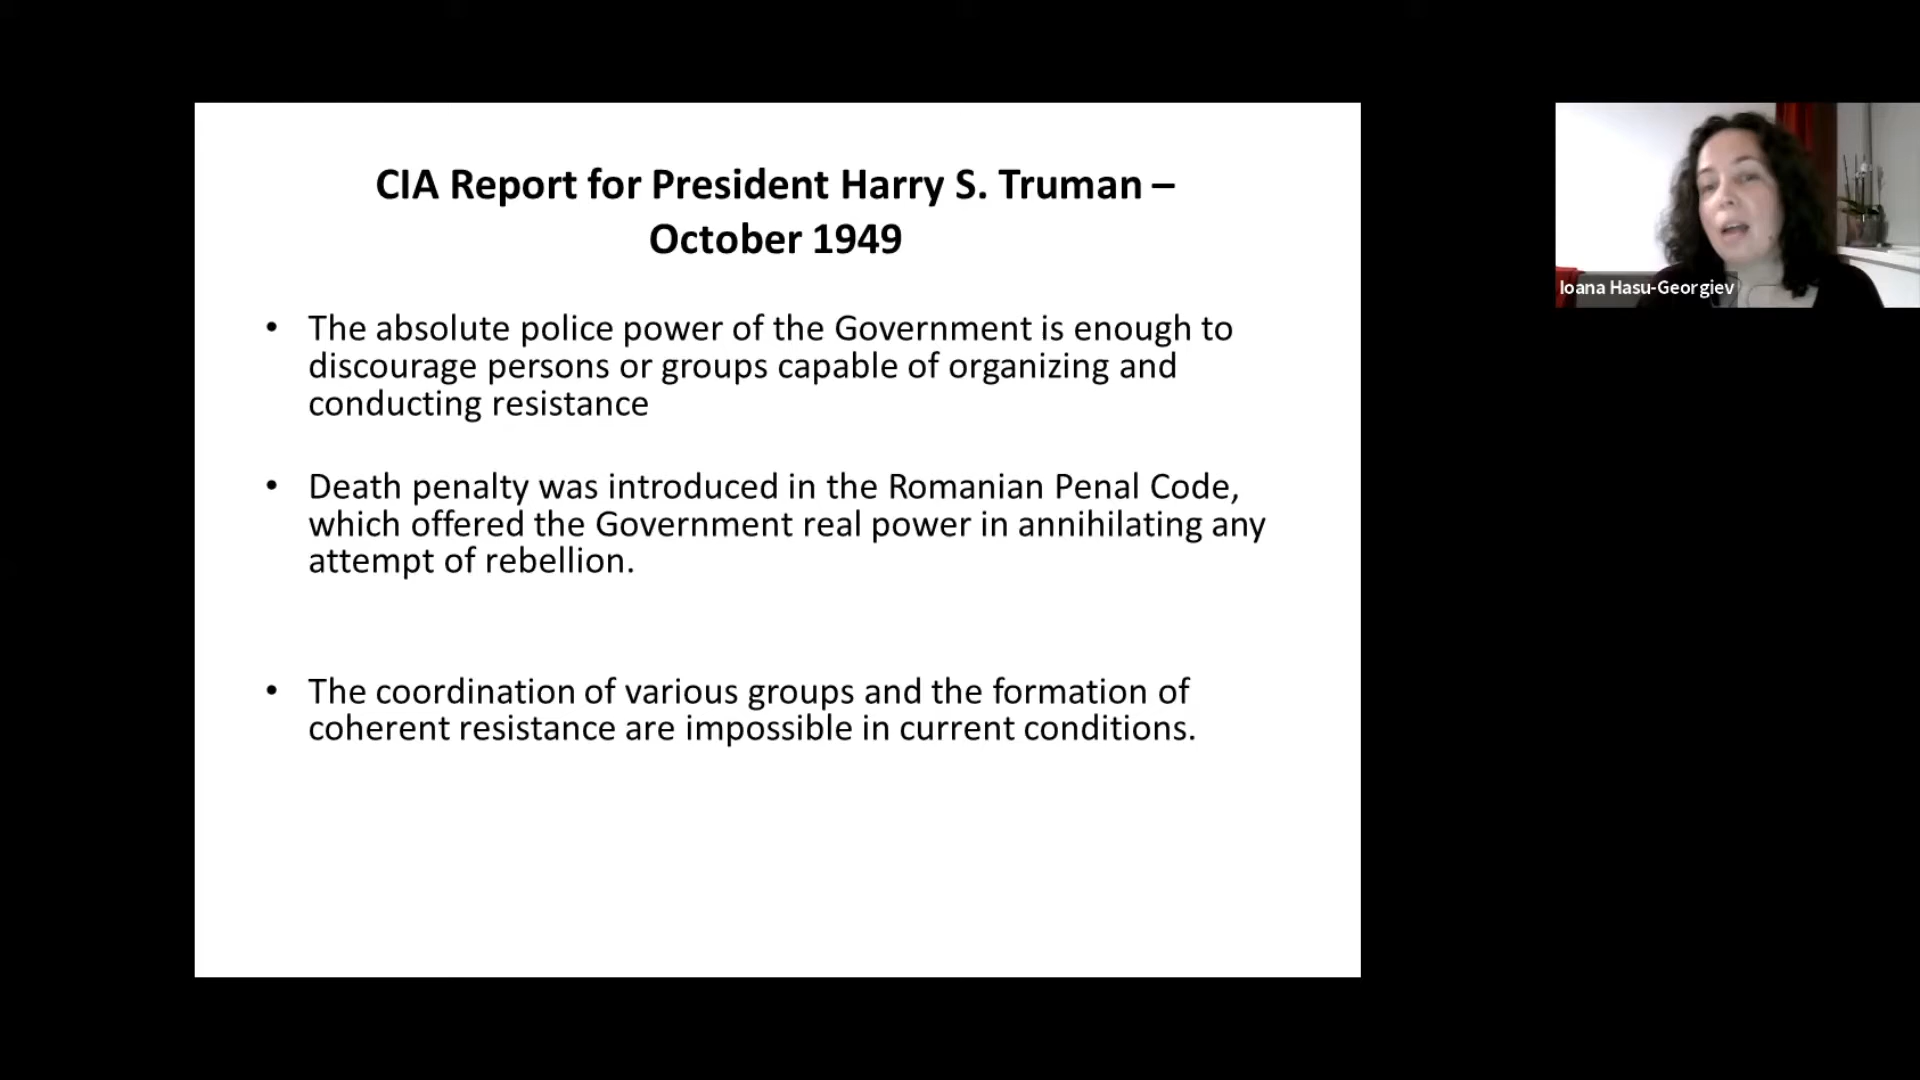 CIA Report for President Harry S. Truman –
October 1949
• The absolute police power of the Government is enough to
discourage persons or groups capable of organizing and
conducting resistance
• Death penalty was introduced in the Romanian Penal Code,
which offered the Government real power in annihilating any
attempt of rebellion.
• The coordination of various groups and the formation of
coherent resistance are impossible in current conditions.
Ioana Hasu-Georgiev